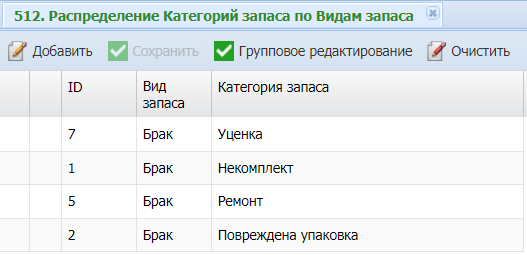 512. Распределение Категорий запаса по Видам запаса
Добавить Сохранить Групповое редактирование Очистить
ID Вид запаса Категория запаса
7 Брак Уценка
1 Брак Некомплект
5 Брак Ремонт
2 Брак Повреждена упаковка